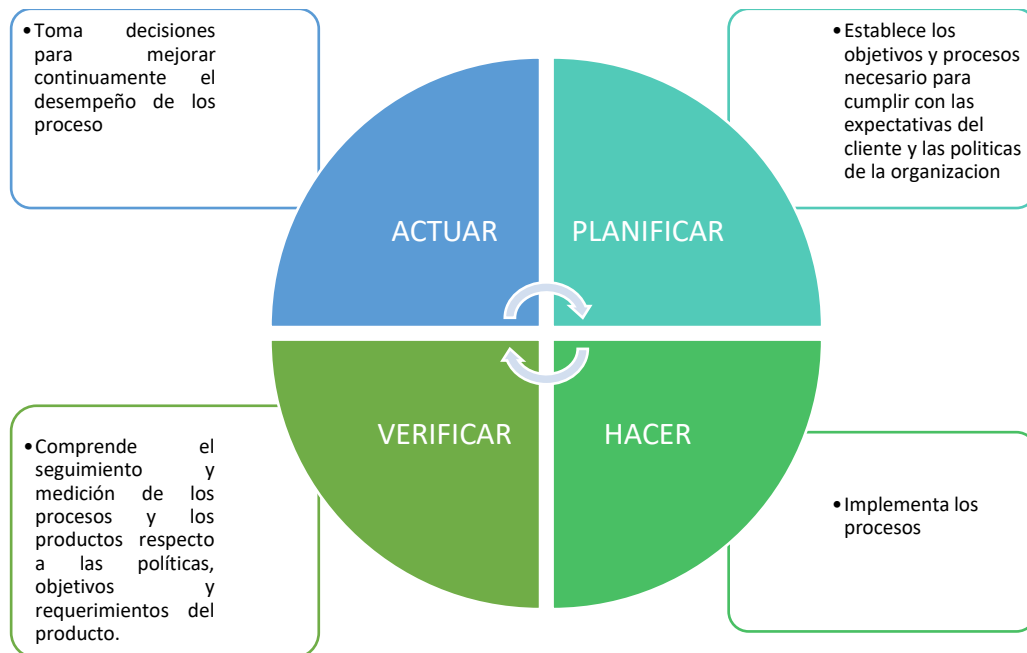 •Toma decisiones
para mejorar
continuamente el
desempeño de los
proceso
•Establece los
objetivos y procesos
necesario para
cumplir con las
expectativas del
cliente y las politicas
de la organizacion
ACTUAR
PLANIFICAR
VERIFICAR
HACER
•Comprende el
seguimiento y
medición de los
procesos y los
productos respecto
a las políticas,
objetivos y
requerimientos del
producto.
•Implementa los
procesos